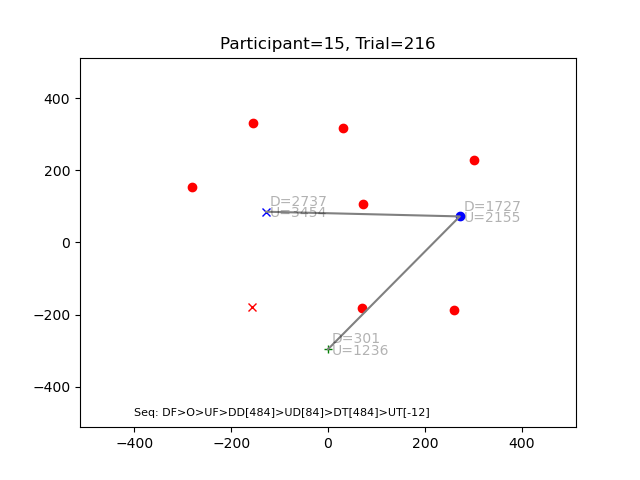 Participant=15, Trial=216
400
200
0
−200
−400
D=2737
U=3454
D=1727
U=2155
D=301
U=1236
Seq: DF>O>UF>DD[484]>UD[84]>DT[484]>UT[-12]
−400
−200
0
200
400